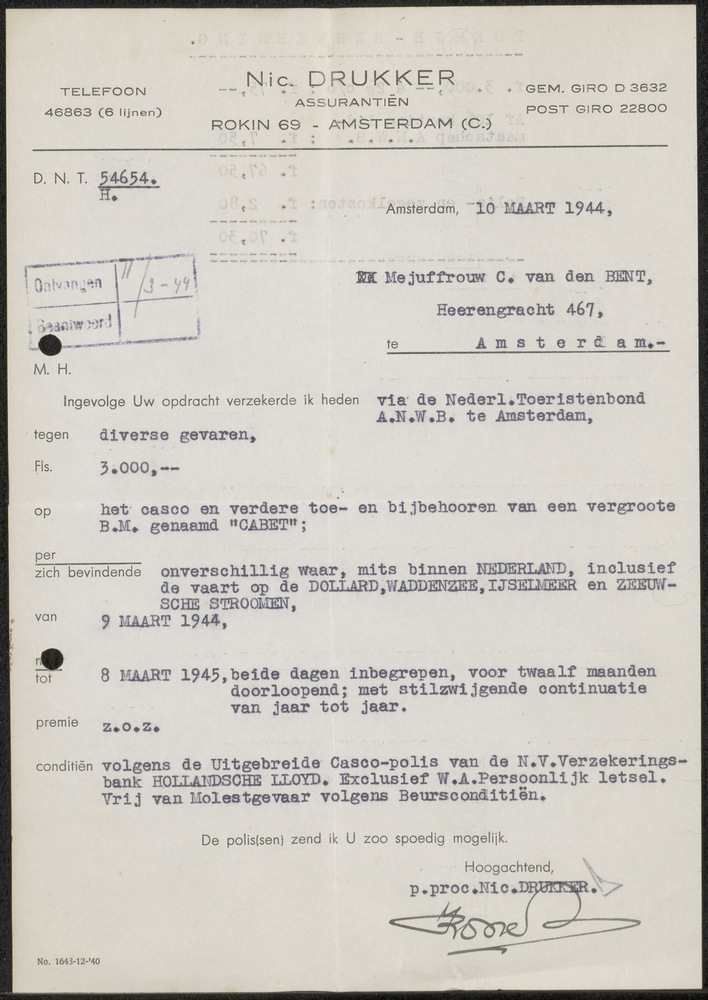 Nic. DRUKKER
ASSURANTIËN
ROKIN 69 - AMSTERDAM (C.)
TELEFOON
46863 (6 lijnen)
GEM. GIRO D 3632
POST GIRO 22800
D. N. T. 54654.
H.
Amsterdam, 10 MAART 1944,
Ontvangen 11/3-44
Beantwoord
Mejuffrouw C. van den BENT,
Heerengracht 467,
te Amsterdam.-
M. H.
Ingevolge Uw opdracht verzekerde ik heden via de Nederl.Toeristenbond
A.N.W.B. te Amsterdam,
tegen diverse gevaren,
Fls. 3.000,--
op het casco en verdere toe- en bijbehooren van een vergroote
B.M. genaamd "CABET";
per
zich bevindende onverschillig waar, mits binnen NEDERLAND, inclusief
de vaart op de DOLLARD,WADDENZEE,IJSELMEER en ZEEUW-
SCHE STROOMEN,
van 9 MAART 1944,
tot 8 MAART 1945,beide dagen inbegrepen, voor twaalf maanden
doorloopend; met stilzwijgende continuatie
van jaar tot jaar.
premie z.o.z.
conditiën volgens de Uitgebreide Casco-polis van de N.V.Verzekerings-
bank HOLLANDSCHE LLOYD. Exclusief W.A.Persoonlijk letsel.
Vrij van Molestgevaar volgens Beursconditiën.
De polis(sen) zend ik U zoo spoedig mogelijk.
Hoogachtend,
p.proc.Nic.DRUKKER.
No. 1643-12-'40